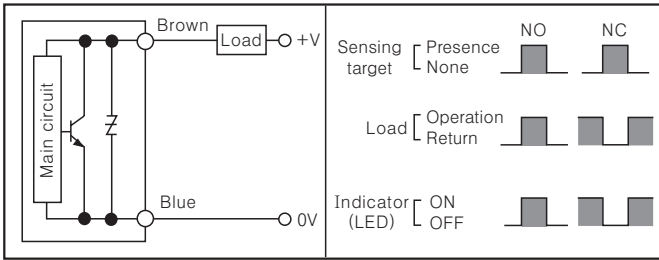 Brown
Load
+V
Main circuit
Blue
0V
NO NC
Sensing target
Presence
None
Load
Operation
Return
Indicator (LED)
ON
OFF